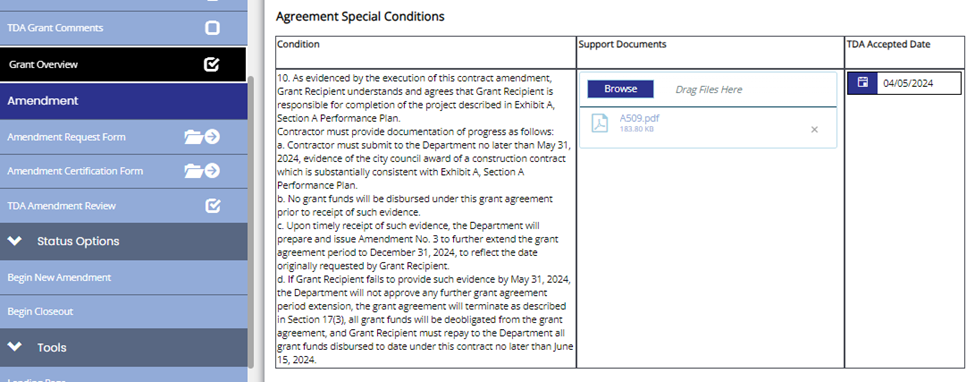 TDA Grant Comments
Grant Overview
Amendment
Amendment Request Form
Amendment Certification Form
TDA Amendment Review
Status Options
Begin New Amendment
Begin Closeout
Tools
Agreement Special Conditions
Condition
Support Documents
TDA Accepted Date
10. As evidenced by the execution of this contract amendment,
Grant Recipient understands and agrees that Grant Recipient is
responsible for completion of the project described in Exhibit A,
Section A Performance Plan.
Contractor must provide documentation of progress as follows:
a. Contractor must submit to the Department no later than May 31,
2024, evidence of the city council award of a construction contract
which is substantially consistent with Exhibit A, Section A
Performance Plan.
b. No grant funds will be disbursed under this grant agreement
prior to receipt of such evidence.
c. Upon timely receipt of such evidence, the Department will
prepare and issue Amendment No. 3 to further extend the grant
agreement period to December 31, 2024, to reflect the date
originally requested by Grant Recipient.
d. If Grant Recipient fails to provide such evidence by May 31, 2024,
the Department will not approve any further grant agreement
period extension, the grant agreement will terminate as described
in Section 17(3), all grant funds will be deobligated from the grant
agreement, and Grant Recipient must repay to the Department all
grant funds disbursed to date under this contract no later than June
15, 2024.
Browse
Drag Files Here
A509.pdf
183.80 KB
04/05/2024